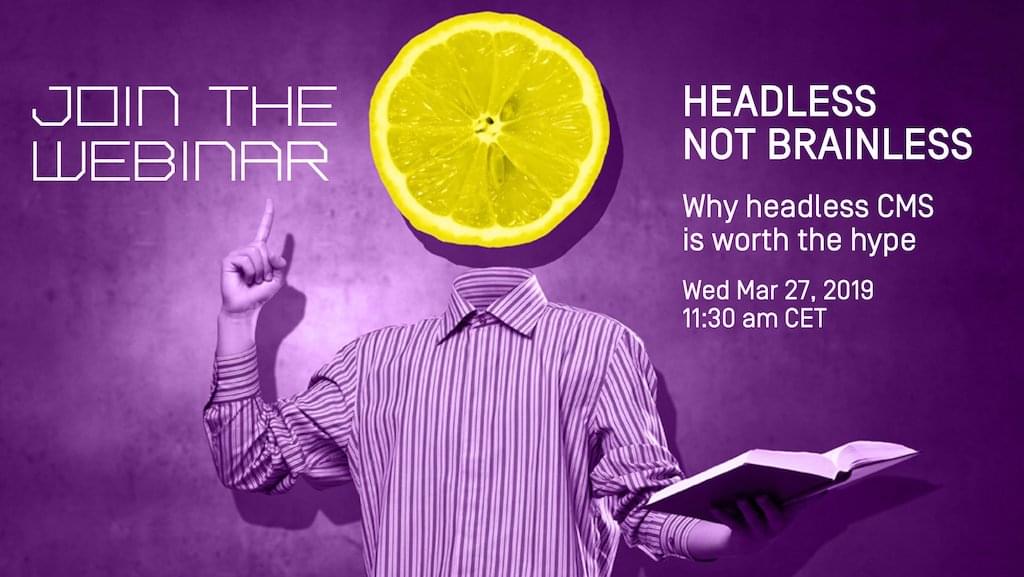 JOIN THE
WEBINAR
HEADLESS
NOT BRAINLESS
Why headless CMS
is worth the hype
Wed Mar 27, 2019
11:30 am CET